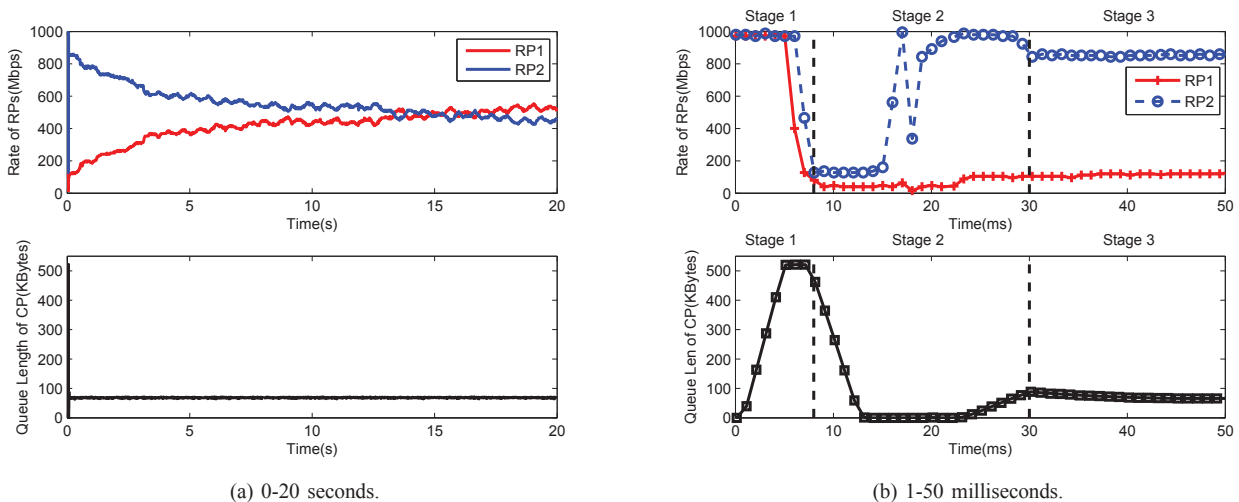 1000
800
600
400
200
0
Rate of RPs(Mbps)
RP1
RP2
0 5 10 15 20
Time(s)
500
400
300
200
100
0
Queue Length of CP(KBytes)
0 5 10 15 20
Time(s)
(a) 0-20 seconds.
Stage 1 Stage 2 Stage 3
1000
800
600
400
200
0
Rate of RPs(Mbps)
RP1
RP2
0 10 20 30 40 50
Time(ms)
Stage 1 Stage 2 Stage 3
500
400
300
200
100
0
Queue Len of CP(KBytes)
0 10 20 30 40 50
Time(ms)
(b) 1-50 milliseconds.